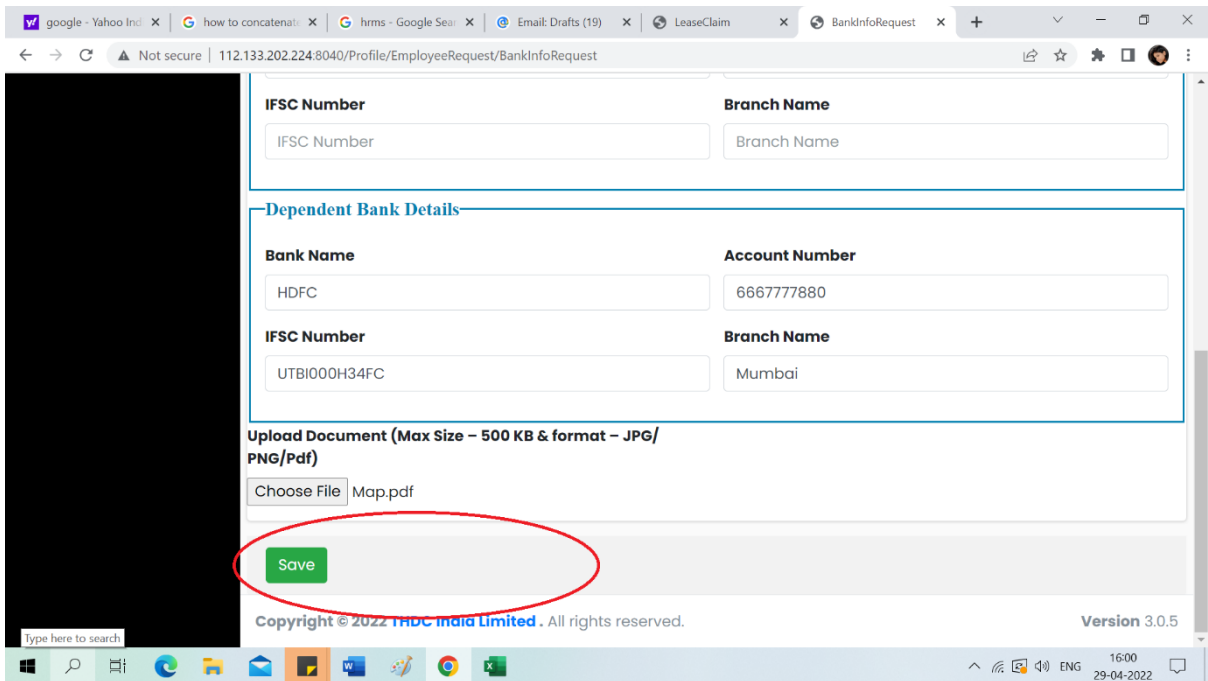 google - Yahoo Ind
how to concatenate
hrms - Google Sear
Email: Drafts (19)
LeaseClaim
BankInfoRequest
Not secure | 112.133.202.224:8040/Profile/EmployeeRequest/BankInfoRequest
IFSC Number Branch Name
IFSC Number Branch Name
Dependent Bank Details
Bank Name Account Number
HDFC 6667777880
IFSC Number Branch Name
UTBI000H34FC Mumbai
Upload Document (Max Size – 500 KB & format – JPG/
PNG/Pdf)
Choose File Map.pdf
Save
Copyright © 2022 THDC India Limited . All rights reserved. Version 3.0.5
Type here to search
ENG 16:00
29-04-2022